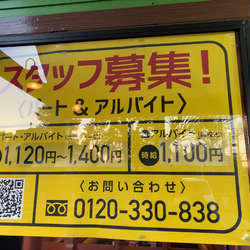 スタッフ募集！
〈パート & アルバイト〉
パート・アルバイト
1,120円〜1,400円
アルバイト
時給 1,100円
〈お問い合わせ〉
0120-330-838